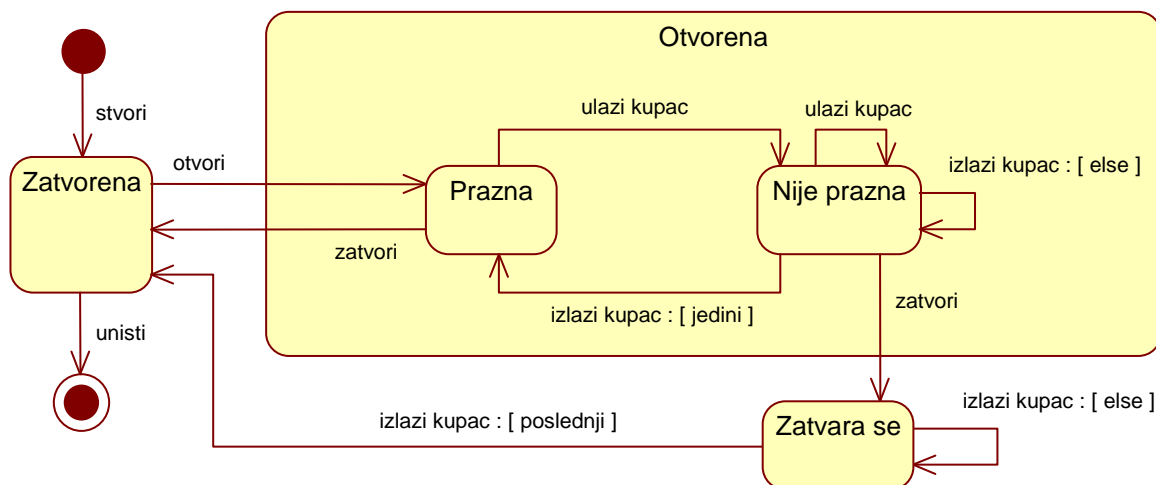 Otvorena
stvori
ulazi kupac
ulazi kupac
otvori
izlazi kupac : [ else ]
Zatvorena
Prazna
Nije prazna
zatvori
izlazi kupac : [ jedini ]
zatvori
unisti
izlazi kupac : [ poslednji ]
Zatvara se
izlazi kupac : [ else ]